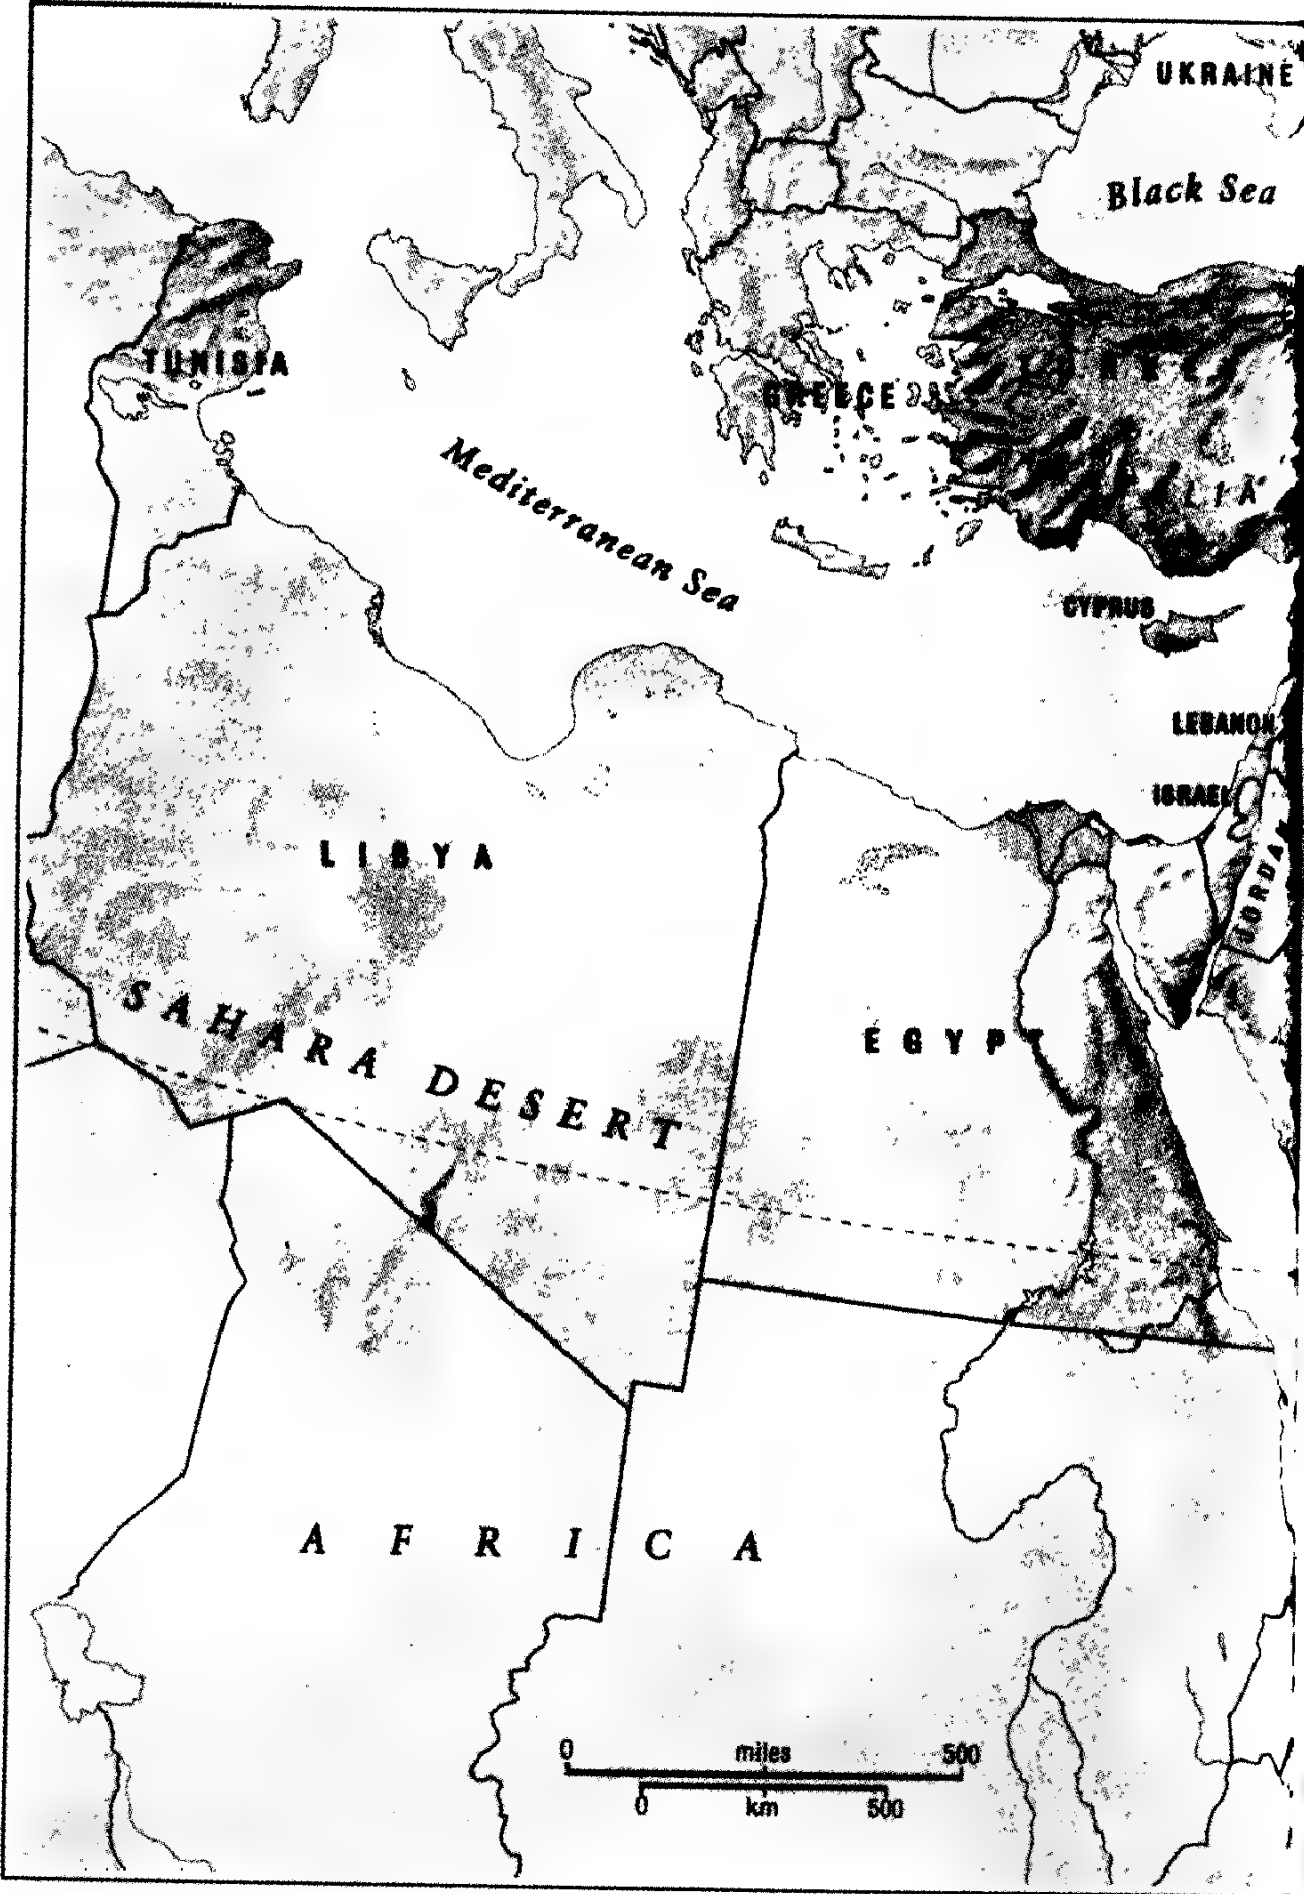 UKRAINE
Black Sea
TUNISIA
GREECE
Mediterranean Sea
CYPRUS
LEBANON
ISRAEL
JORDAN
LIBYA
EGYPT
SAHARA DESERT
AFRICA
0 miles 500
0 km 500